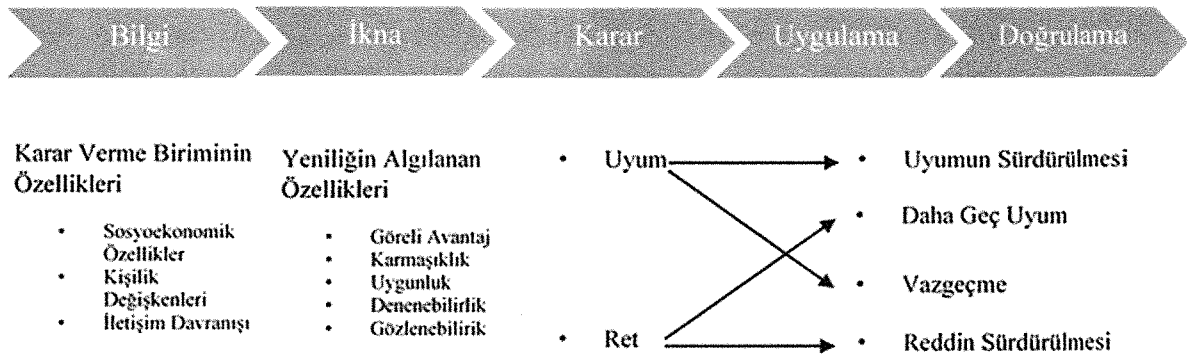 Bilgi
İkna
Karar
Uygulama
Doğrulama
Karar Verme Biriminin
Özellikleri
• Sosyoekonomik
Özellikler
• Kişilik
Değişkenleri
• İletişim Davranışı
Yeniliğin Algılanan
Özellikleri
• Göreli Avantaj
• Karmaşıklık
• Uygunluk
• Denenebilirlik
• Gözlenebilirik
• Uyum
• Ret
• Uyumun Sürdürülmesi
• Daha Geç Uyum
• Vazgeçme
• Reddin Sürdürülmesi